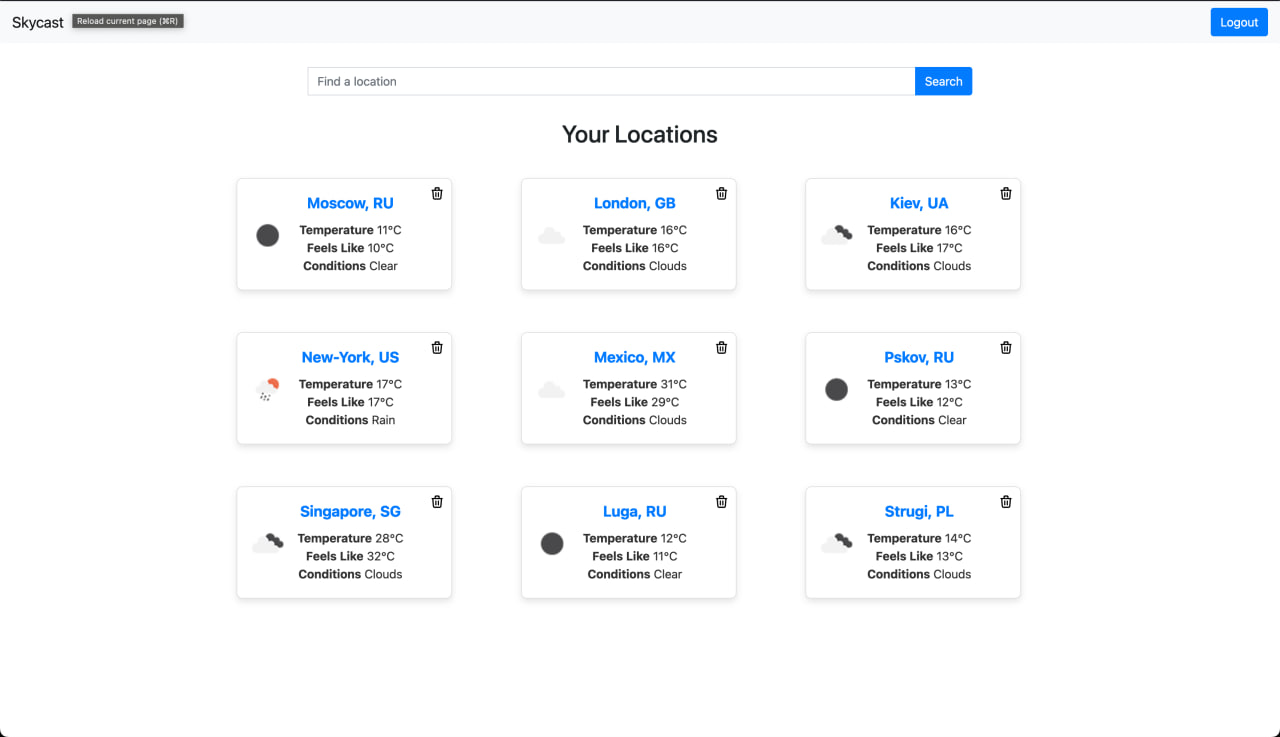 Skycast
Reload current page (⌘R)
Logout
Find a location
Search
Your Locations
Moscow, RU
Temperature 11°C
Feels Like 10°C
Conditions Clear
London, GB
Temperature 16°C
Feels Like 16°C
Conditions Clouds
Kiev, UA
Temperature 16°C
Feels Like 17°C
Conditions Clouds
New-York, US
Temperature 17°C
Feels Like 17°C
Conditions Rain
Mexico, MX
Temperature 31°C
Feels Like 29°C
Conditions Clouds
Pskov, RU
Temperature 13°C
Feels Like 12°C
Conditions Clear
Singapore, SG
Temperature 28°C
Feels Like 32°C
Conditions Clouds
Luga, RU
Temperature 12°C
Feels Like 11°C
Conditions Clear
Strugi, PL
Temperature 14°C
Feels Like 13°C
Conditions Clouds